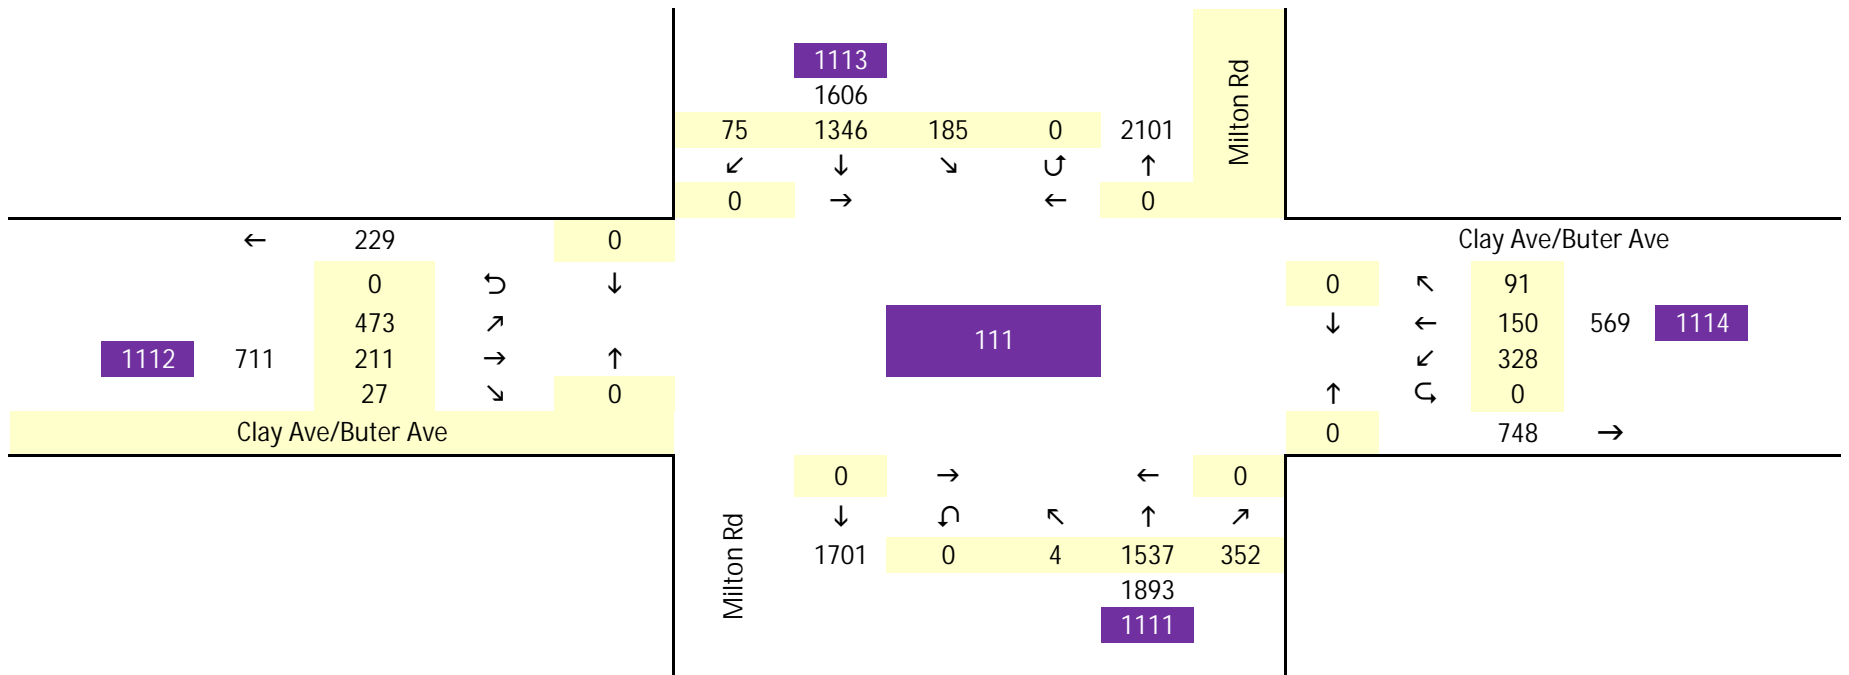 1113
1606
75 1346 185 0 2101
↙ ↓ ↘ ⮍ ↑
0 → ← 0
Milton Rd
← 229 0
Clay Ave/Buter Ave
0 ⮌ ↓
0 ↖ 91
473 ↗
111
↓ ← 150 569 1114
1112 711 211 → ↑
↙ 328
27 ↘ 0
↑ ⮎ 0
Clay Ave/Buter Ave
0 748 →
0 → ← 0
↓ ⮏ ↖ ↑ ↗
Milton Rd
1701 0 4 1537 352
1893
1111